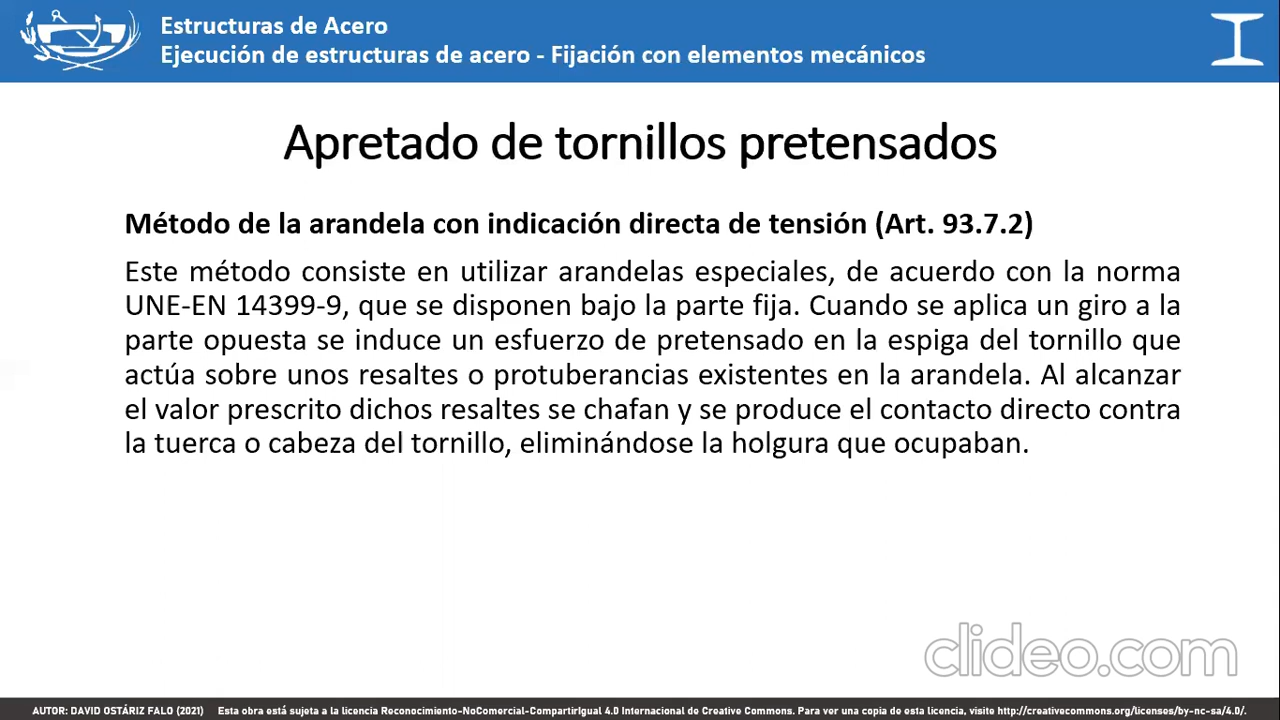 Estructuras de Acero
Ejecución de estructuras de acero - Fijación con elementos mecánicos
Apretado de tornillos pretensados
Método de la arandela con indicación directa de tensión (Art. 93.7.2)
Este método consiste en utilizar arandelas especiales, de acuerdo con la norma
UNE-EN 14399-9, que se disponen bajo la parte fija. Cuando se aplica un giro a la
parte opuesta se induce un esfuerzo de pretensado en la espiga del tornillo que
actúa sobre unos resaltes o protuberancias existentes en la arandela. Al alcanzar
el valor prescrito dichos resaltes se chafan y se produce el contacto directo contra
la tuerca o cabeza del tornillo, eliminándose la holgura que ocupaban.
clideo.com
AUTOR: DAVID OSTÁRIZ FALO (2021) Esta obra está sujeta a la licencia Reconocimiento-NoComercial-CompartirIgual 4.0 Internacional de Creative Commons. Para ver una copia de esta licencia, visite http://creativecommons.org/licenses/by-nc-sa/4.0/.